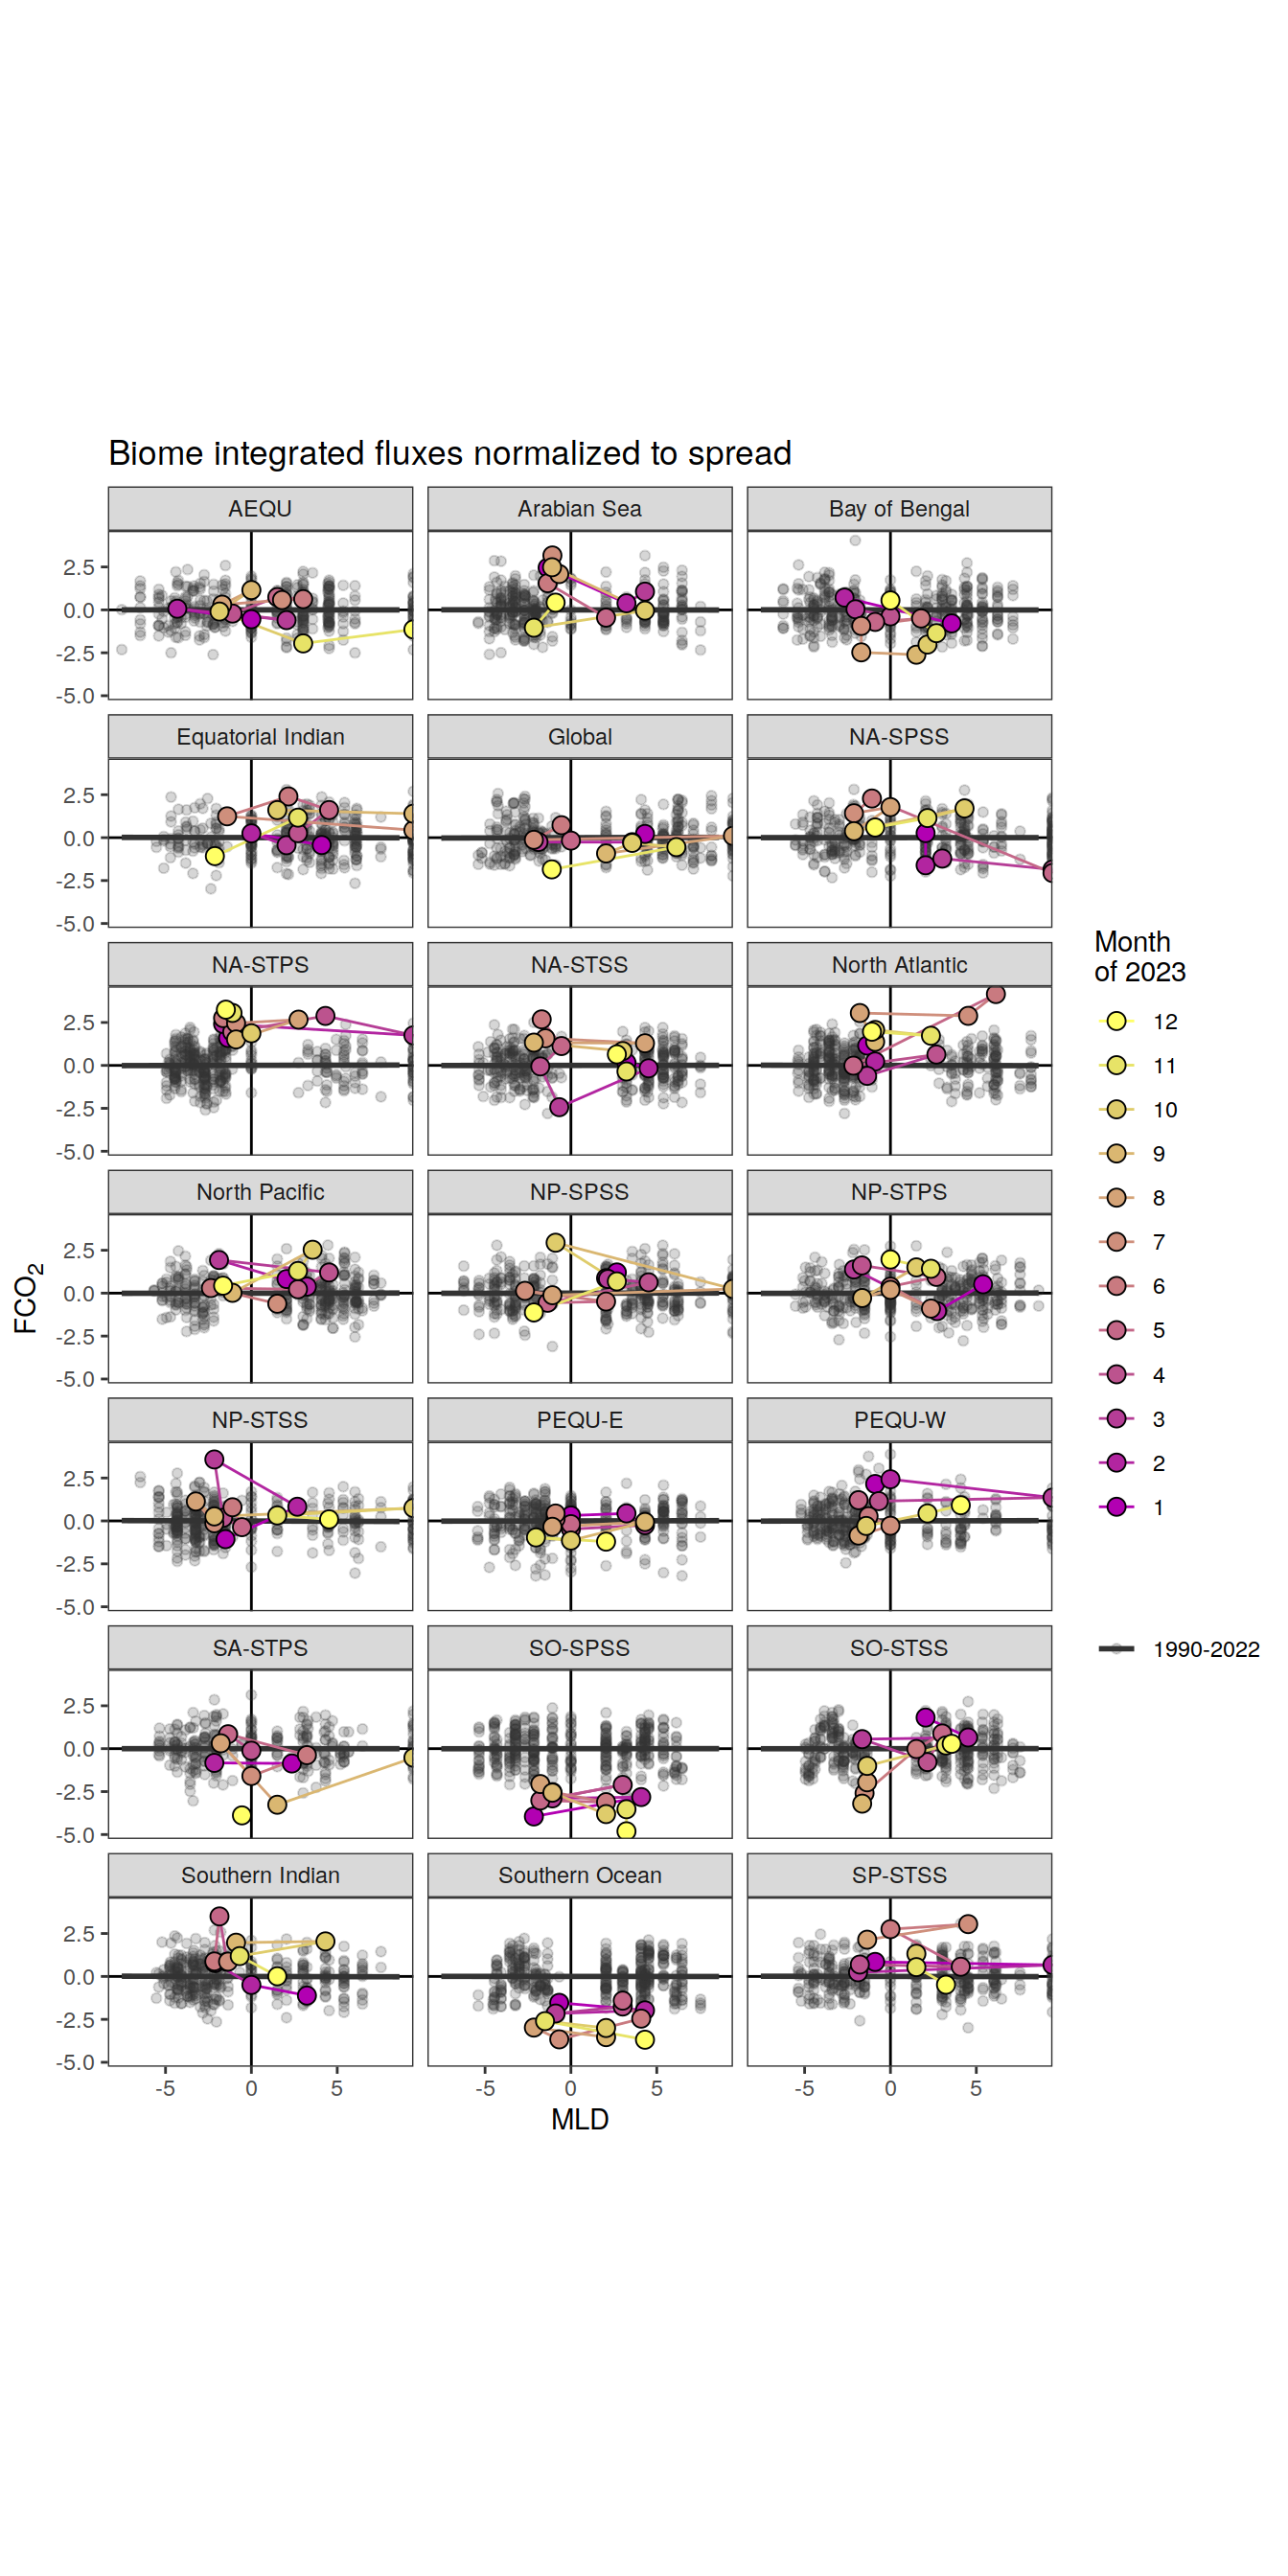 Biome integrated fluxes normalized to spread
AEQU
Arabian Sea
Bay of Bengal
2.5
0.0
-2.5
-5.0
Equatorial Indian
Global
NA-SPSS
2.5
0.0
-2.5
-5.0
NA-STPS
NA-STSS
North Atlantic
2.5
0.0
-2.5
-5.0
North Pacific
NP-SPSS
NP-STPS
2.5
0.0
-2.5
-5.0
NP-STSS
PEQU-E
PEQU-W
2.5
0.0
-2.5
-5.0
SA-STPS
SO-SPSS
SO-STSS
2.5
0.0
-2.5
-5.0
Southern Indian
Southern Ocean
SP-STSS
2.5
0.0
-2.5
-5.0
-5 0 5
-5 0 5
-5 0 5
MLD
FCO2
Month
of 2023
12
11
10
9
8
7
6
5
4
3
2
1
1990-2022